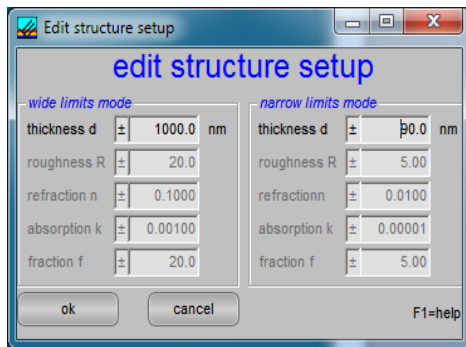 Edit structure setup
edit structure setup
wide limits mode
thickness d ± 1000.0 nm
roughness R ± 20.0
refraction n ± 0.1000
absorption k ± 0.00100
fraction f ± 20.0
narrow limits mode
thickness d ± 90.0 nm
roughness R ± 5.00
refractionn ± 0.0100
absorption k ± 0.00001
fraction f ± 5.00
ok cancel F1=help